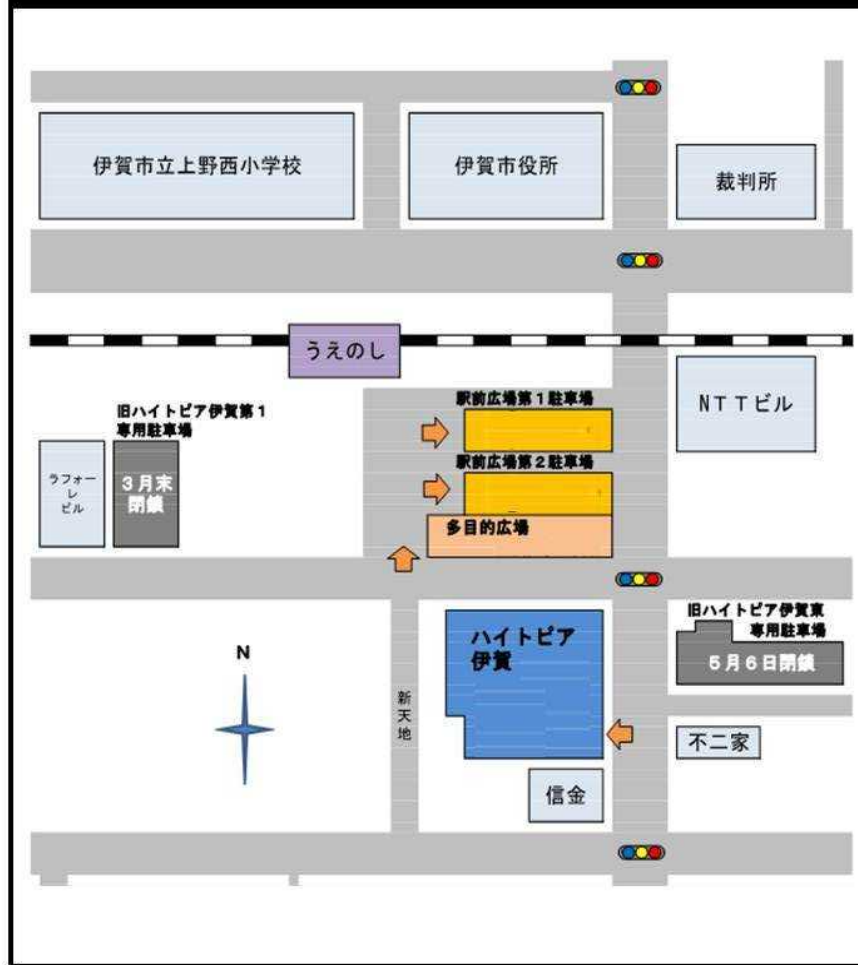 伊賀市立上野西小学校
伊賀市役所
裁判所
うえのし
NTTビル
駅前広場第1駐車場
旧ハイトピア伊賀第1
専用駐車場
ラフォー
レ
ビル
3月末
閉鎖
駅前広場第2駐車場
多目的広場
旧ハイトピア伊賀東
専用駐車場
5月6日閉鎖
ハイトピア
伊賀
N
新天地
不二家
信金